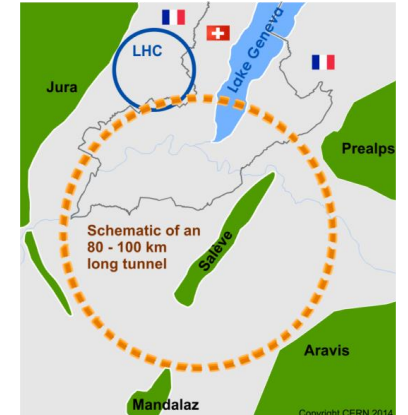 LHC
Lake Geneva
Jura
Prealps
Schematic of an
80 - 100 km
long tunnel
Salève
Aravis
Mandalaz
Copyright CERN 2014